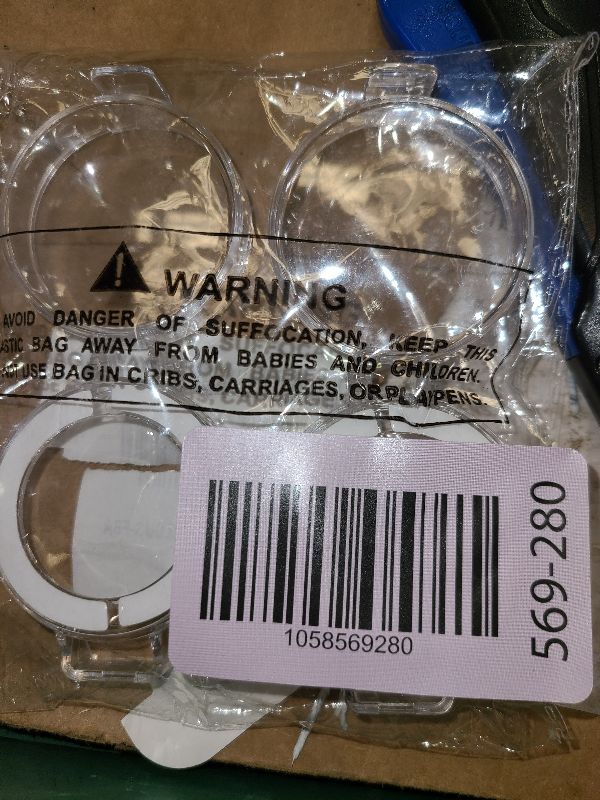 WARNING
AVOID DANGER OF SUFFOCATION, KEEP THIS
BAG AWAY FROM BABIES AND CHILDREN.
USE BAG IN CRIBS, CARRIAGES, OR PLAYPENS.
1058569280
569-280